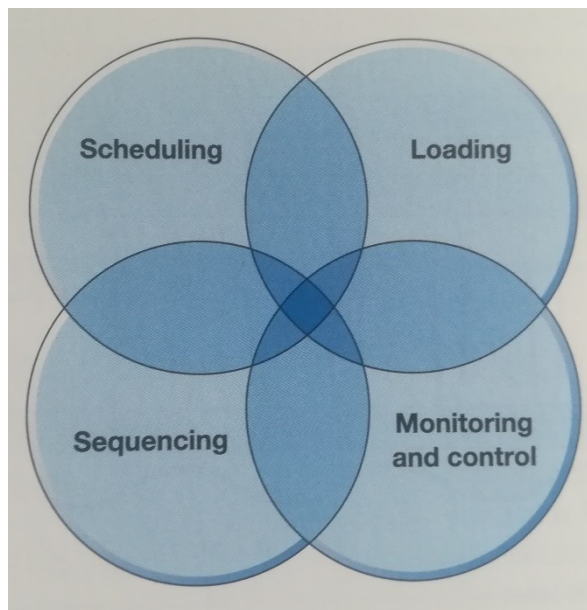 Scheduling
Loading
Sequencing
Monitoring
and control